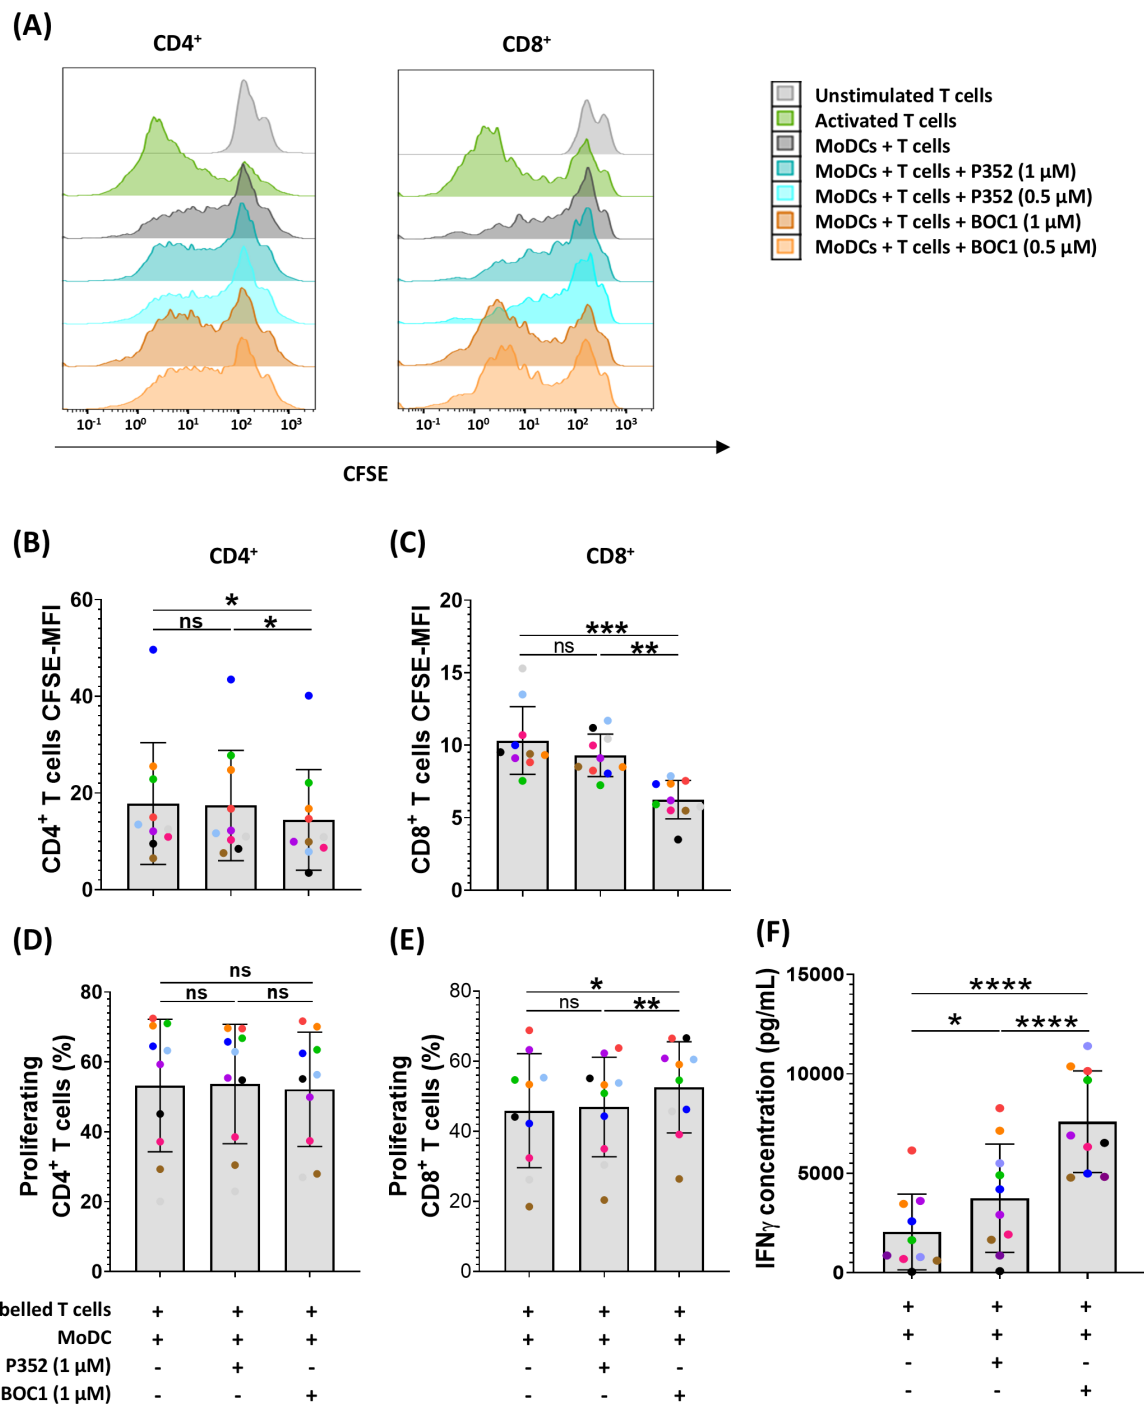 (A)
CD4+
CD8+
Unstimulated T cells
Activated T cells
MoDCs + T cells
MoDCs + T cells + P352 (1 µM)
MoDCs + T cells + P352 (0.5 µM)
MoDCs + T cells + BOC1 (1 µM)
MoDCs + T cells + BOC1 (0.5 µM)
10-1 100 101 102 103
10-1 100 101 102 103
CFSE
(B)
CD4+
CD4+ T cells CFSE-MFI
60
40
20
0
*
ns
*
(C)
CD8+
CD8+ T cells CFSE-MFI
20
15
10
5
0
***
ns
**
(D)
Proliferating
CD4+ T cells (%)
80
60
40
20
0
ns
ns
ns
(E)
Proliferating
CD8+ T cells (%)
80
60
40
20
0
*
ns
**
(F)
IFNγ concentration (pg/mL)
15000
10000
5000
0
****
*
****
belled T cells + + + + + + + + +
MoDC + + + + + + + + +
P352 (1 µM) - + - - + - - + -
BOC1 (1 µM) - - + - - + - - +